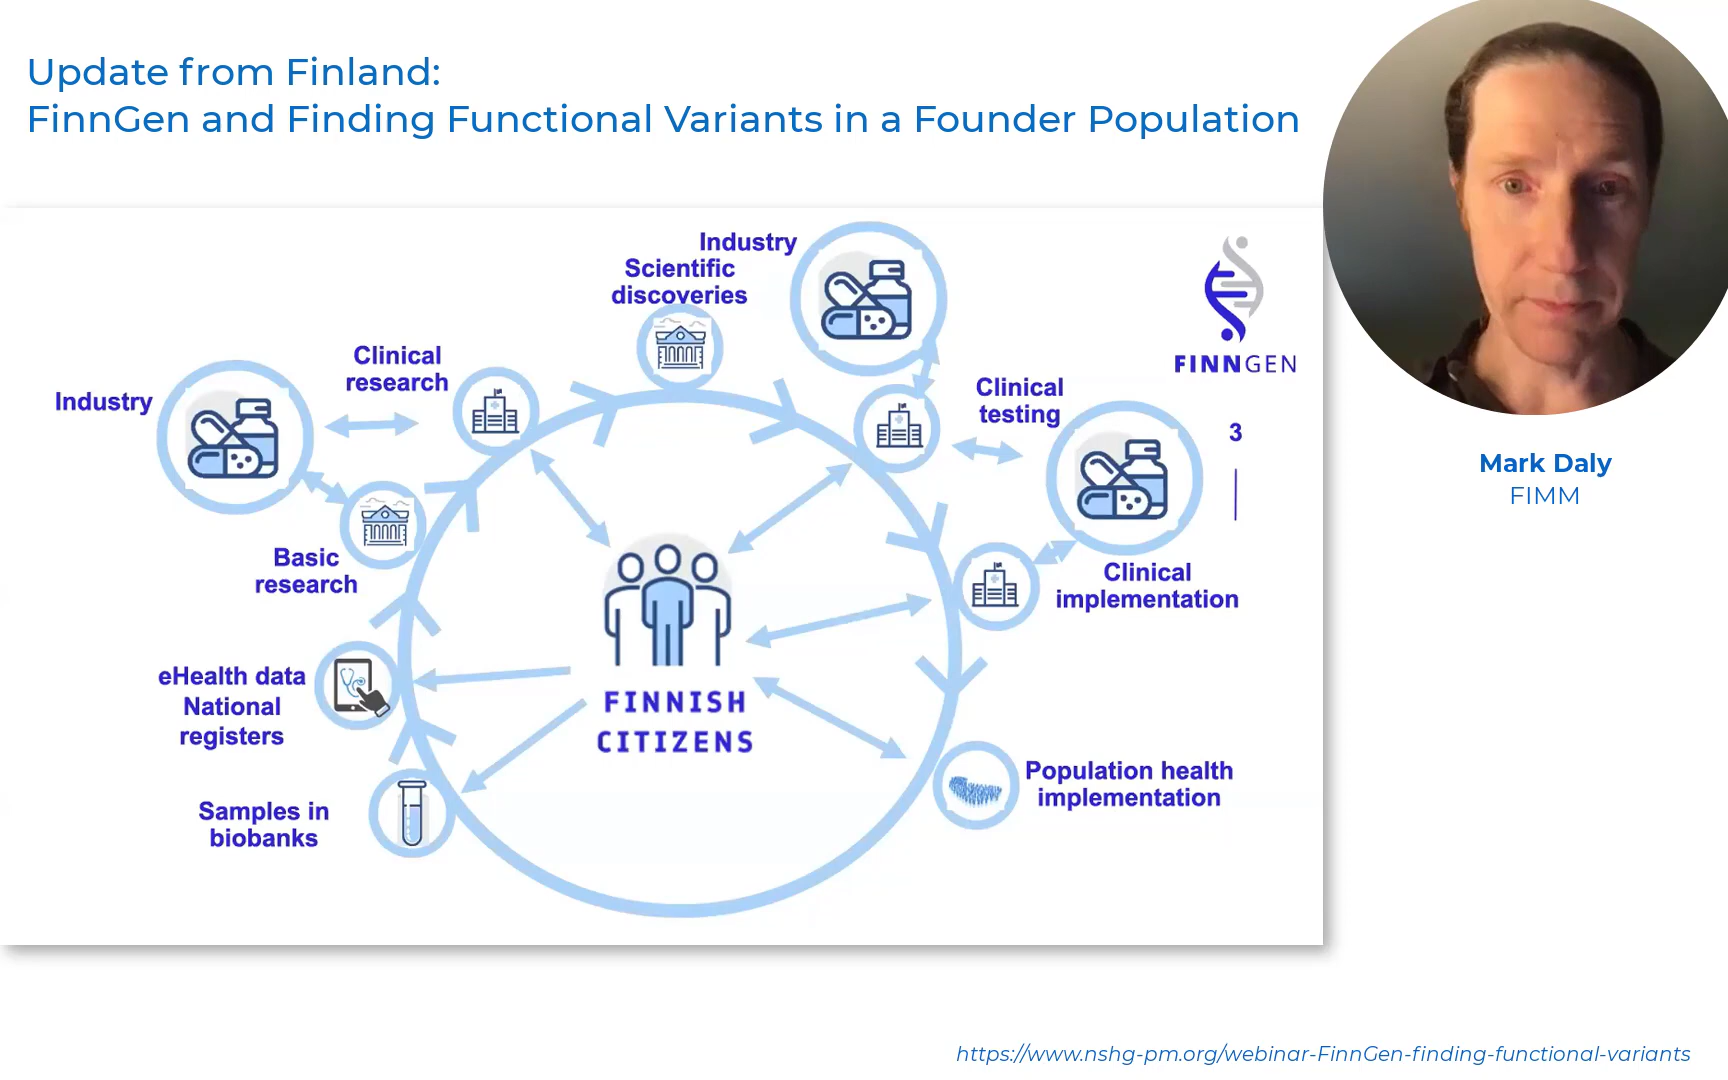 Update from Finland:
FinnGen and Finding Functional Variants in a Founder Population
Industry
Scientific
discoveries
Clinical
research
Industry
Clinical
testing
FINNGEN
3
Basic
research
Clinical
implementation
eHealth data
National
registers
FINNISH
CITIZENS
Samples in
biobanks
Population health
implementation
Mark Daly
FIMM
https://www.nshg-pm.org/webinar-FinnGen-finding-functional-variants